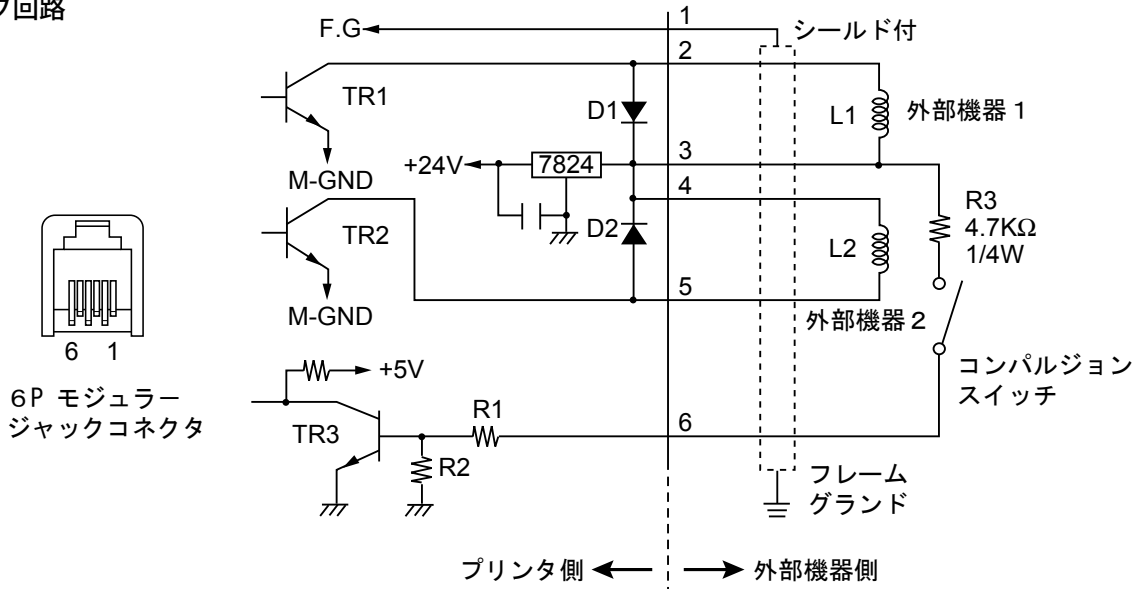 回路
F.G
1
シールド付
2
TR1
D1
L1
外部機器 1
3
+24V
7824
M-GND
4
R3
4.7KΩ
1/4W
TR2
D2
L2
5
M-GND
外部機器 2
6 1
6P モジュラー
ジャックコネクタ
+5V
コンパルジョン
スイッチ
R1
6
TR3
R2
フレーム
グランド
プリンタ側
外部機器側